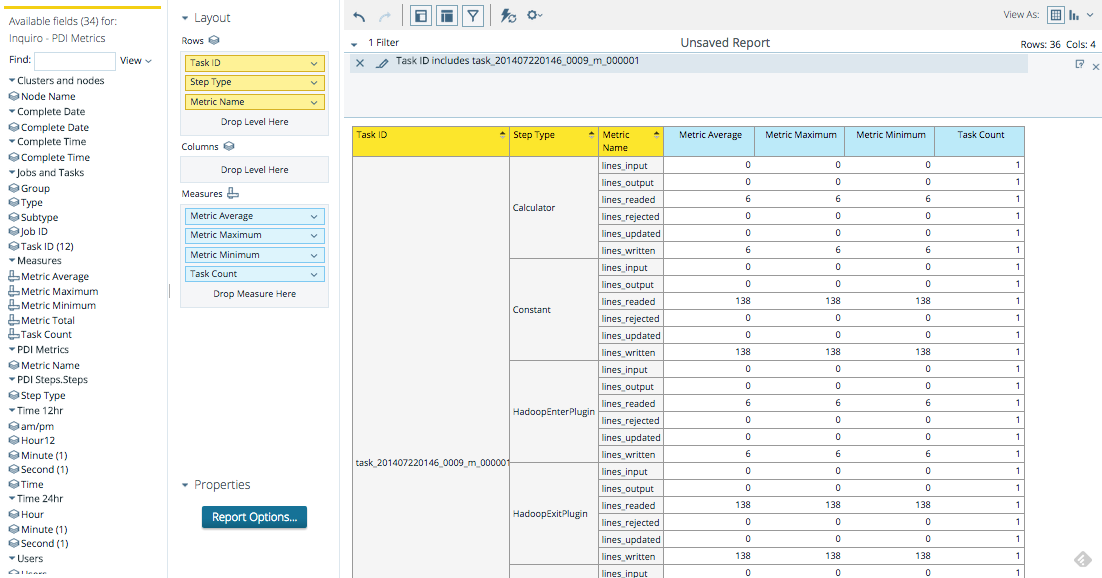 Available fields (34) for:
Inquiro - PDI Metrics
Find:
View
Clusters and nodes
Node Name
Complete Date
Complete Date
Complete Time
Complete Time
Jobs and Tasks
Group
Type
Subtype
Job ID
Task ID (12)
Measures
Metric Average
Metric Maximum
Metric Minimum
Metric Total
Task Count
PDI Metrics
Metric Name
PDI Steps.Steps
Step Type
Time 12hr
am/pm
Hour12
Minute (1)
Second (1)
Time
Time 24hr
Hour
Minute (1)
Second (1)
Users
Users
Layout
Rows
Task ID
Step Type
Metric Name
Drop Level Here
Columns
Drop Level Here
Measures
Metric Average
Metric Maximum
Metric Minimum
Task Count
Drop Measure Here
Properties
Report Options...
View As:
1 Filter
Unsaved Report
Rows: 36 Cols: 4
Task ID includes task_201407220146_0009_m_000001
Task ID Step Type Metric Name Metric Average Metric Maximum Metric Minimum Task Count
task_201407220146_0009_m_000001
Calculator
lines_input 0 0 0 1
lines_output 0 0 0 1
lines_readed 6 6 6 1
lines_rejected 0 0 0 1
lines_updated 0 0 0 1
lines_written 6 6 6 1
Constant
lines_input 0 0 0 1
lines_output 0 0 0 1
lines_readed 138 138 138 1
lines_rejected 0 0 0 1
lines_updated 0 0 0 1
lines_written 138 138 138 1
HadoopEnterPlugin
lines_input 0 0 0 1
lines_output 0 0 0 1
lines_readed 6 6 6 1
lines_rejected 0 0 0 1
lines_updated 0 0 0 1
lines_written 6 6 6 1
HadoopExitPlugin
lines_input 0 0 0 1
lines_output 0 0 0 1
lines_readed 138 138 138 1
lines_rejected 0 0 0 1
lines_updated 0 0 0 1
lines_written 138 138 138 1
lines_input 0 0 0 1